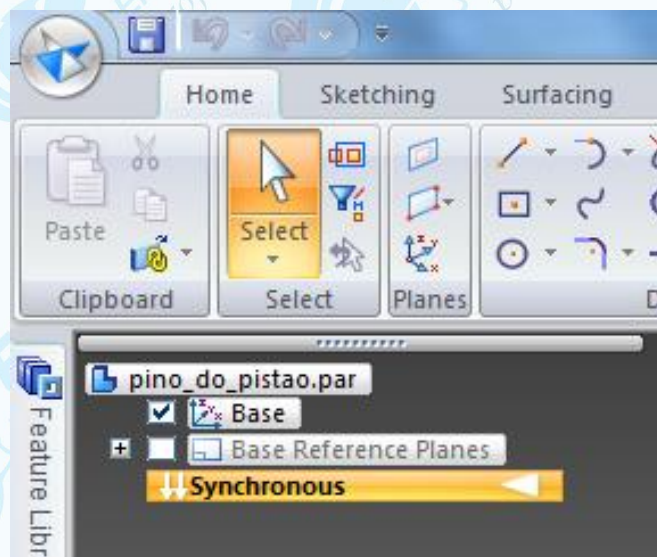 Home Sketching Surfacing
Paste
Select
Clipboard Select Planes
pino_do_pistao.par
Base
Base Reference Planes
Synchronous
Feature Libr